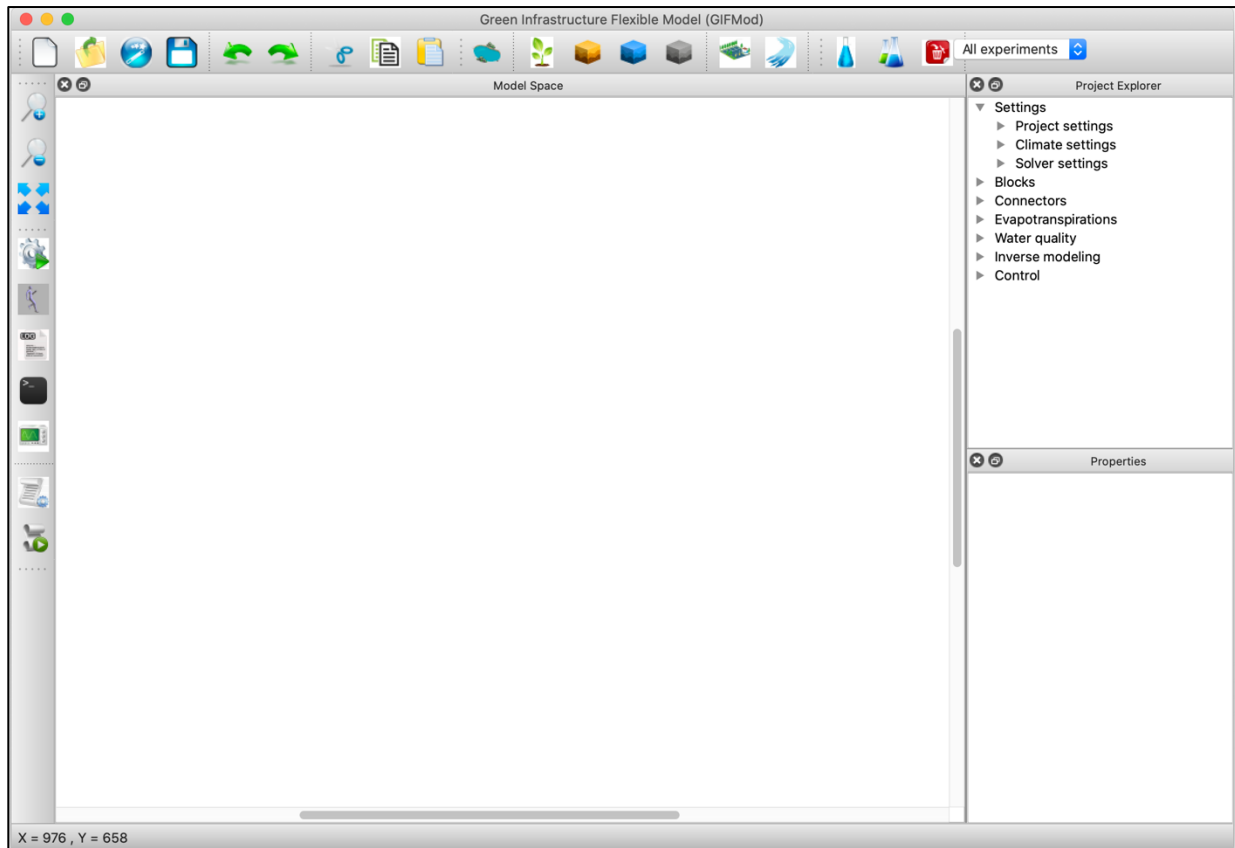 Green Infrastructure Flexible Model (GIFMod)
All experiments
Model Space
Project Explorer
Settings
Project settings
Climate settings
Solver settings
Blocks
Connectors
Evapotranspirations
Water quality
Inverse modeling
Control
LOG
>_
Properties
X = 976 , Y = 658